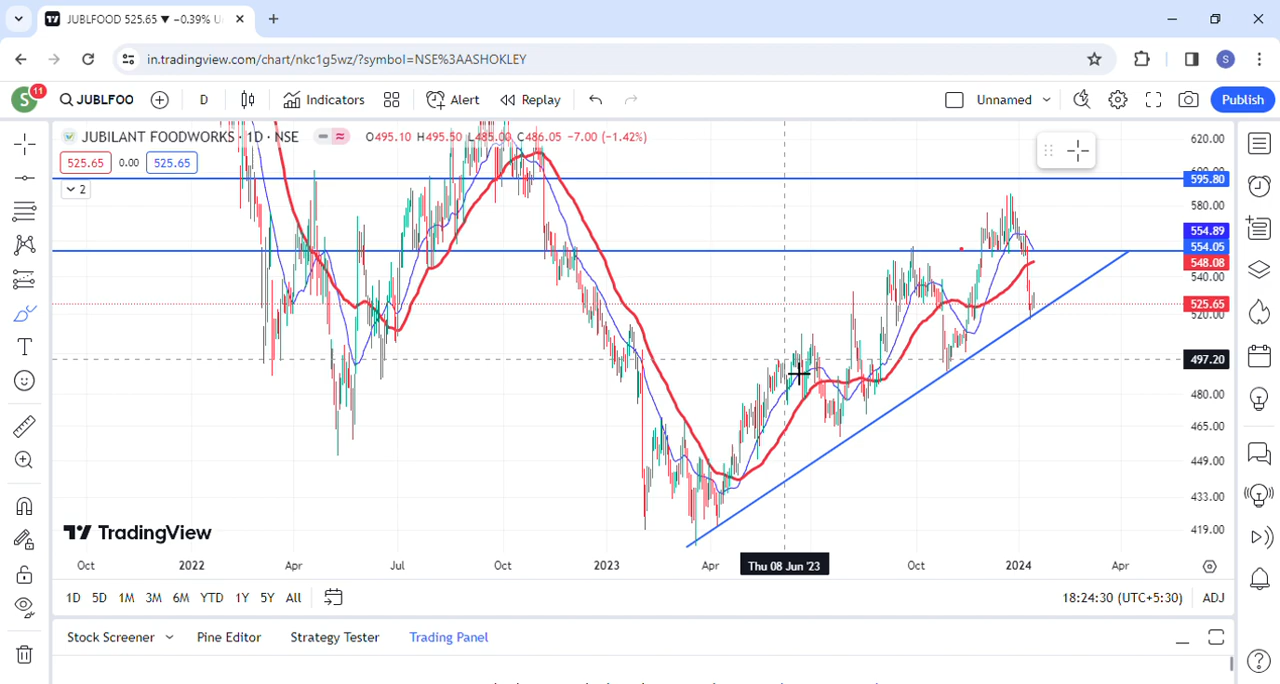 JUBLFOOD 525.65 ▼ −0.39% U
in.tradingview.com/chart/nkc1g5wz/?symbol=NSE%3AASHOKLEY
S
S
11
JUBLFOO
D
Indicators
Alert
Replay
Unnamed
Publish
JUBILANT FOODWORKS · 1D · NSE
O495.10 H495.50 L485.00 C486.05 −7.00 (−1.42%)
525.65
0.00
525.65
2
620.00
595.80
580.00
554.89
554.05
548.08
540.00
525.65
520.00
497.20
480.00
465.00
449.00
433.00
419.00
TradingView
Oct
2022
Apr
Jul
Oct
2023
Apr
Thu 08 Jun '23
Oct
2024
Apr
1D
5D
1M
3M
6M
YTD
1Y
5Y
All
18:24:30 (UTC+5:30)
ADJ
Stock Screener
Pine Editor
Strategy Tester
Trading Panel